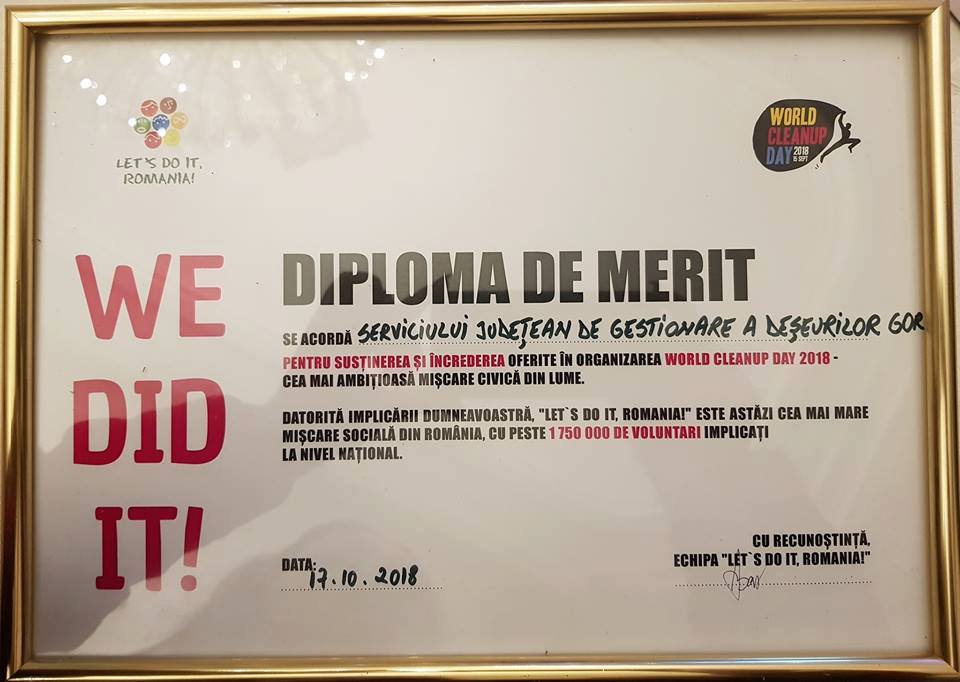 LET'S DO IT,
ROMANIA!
WORLD
CLEANUP
DAY 2018
15 SEPT
WE
DID
IT!
DIPLOMA DE MERIT
SE ACORDĂ SERVICIULUI JUDEȚEAN DE GESTIONARE A DEȘEURILOR GOR
PENTRU SUSȚINEREA ȘI ÎNCREDEREA OFERITE ÎN ORGANIZAREA WORLD CLEANUP DAY 2018 -
CEA MAI AMBIȚIOASĂ MIȘCARE CIVICĂ DIN LUME.
DATORITĂ IMPLICĂRII DUMNEAVOASTRĂ, "LET`S DO IT, ROMANIA!" ESTE ASTĂZI CEA MAI MARE
MIȘCARE SOCIALĂ DIN ROMÂNIA, CU PESTE 1 750 000 DE VOLUNTARI IMPLICAȚI
LA NIVEL NAȚIONAL.
DATA: 17.10.2018
CU RECUNOȘTINȚĂ,
ECHIPA "LET`S DO IT, ROMANIA!"